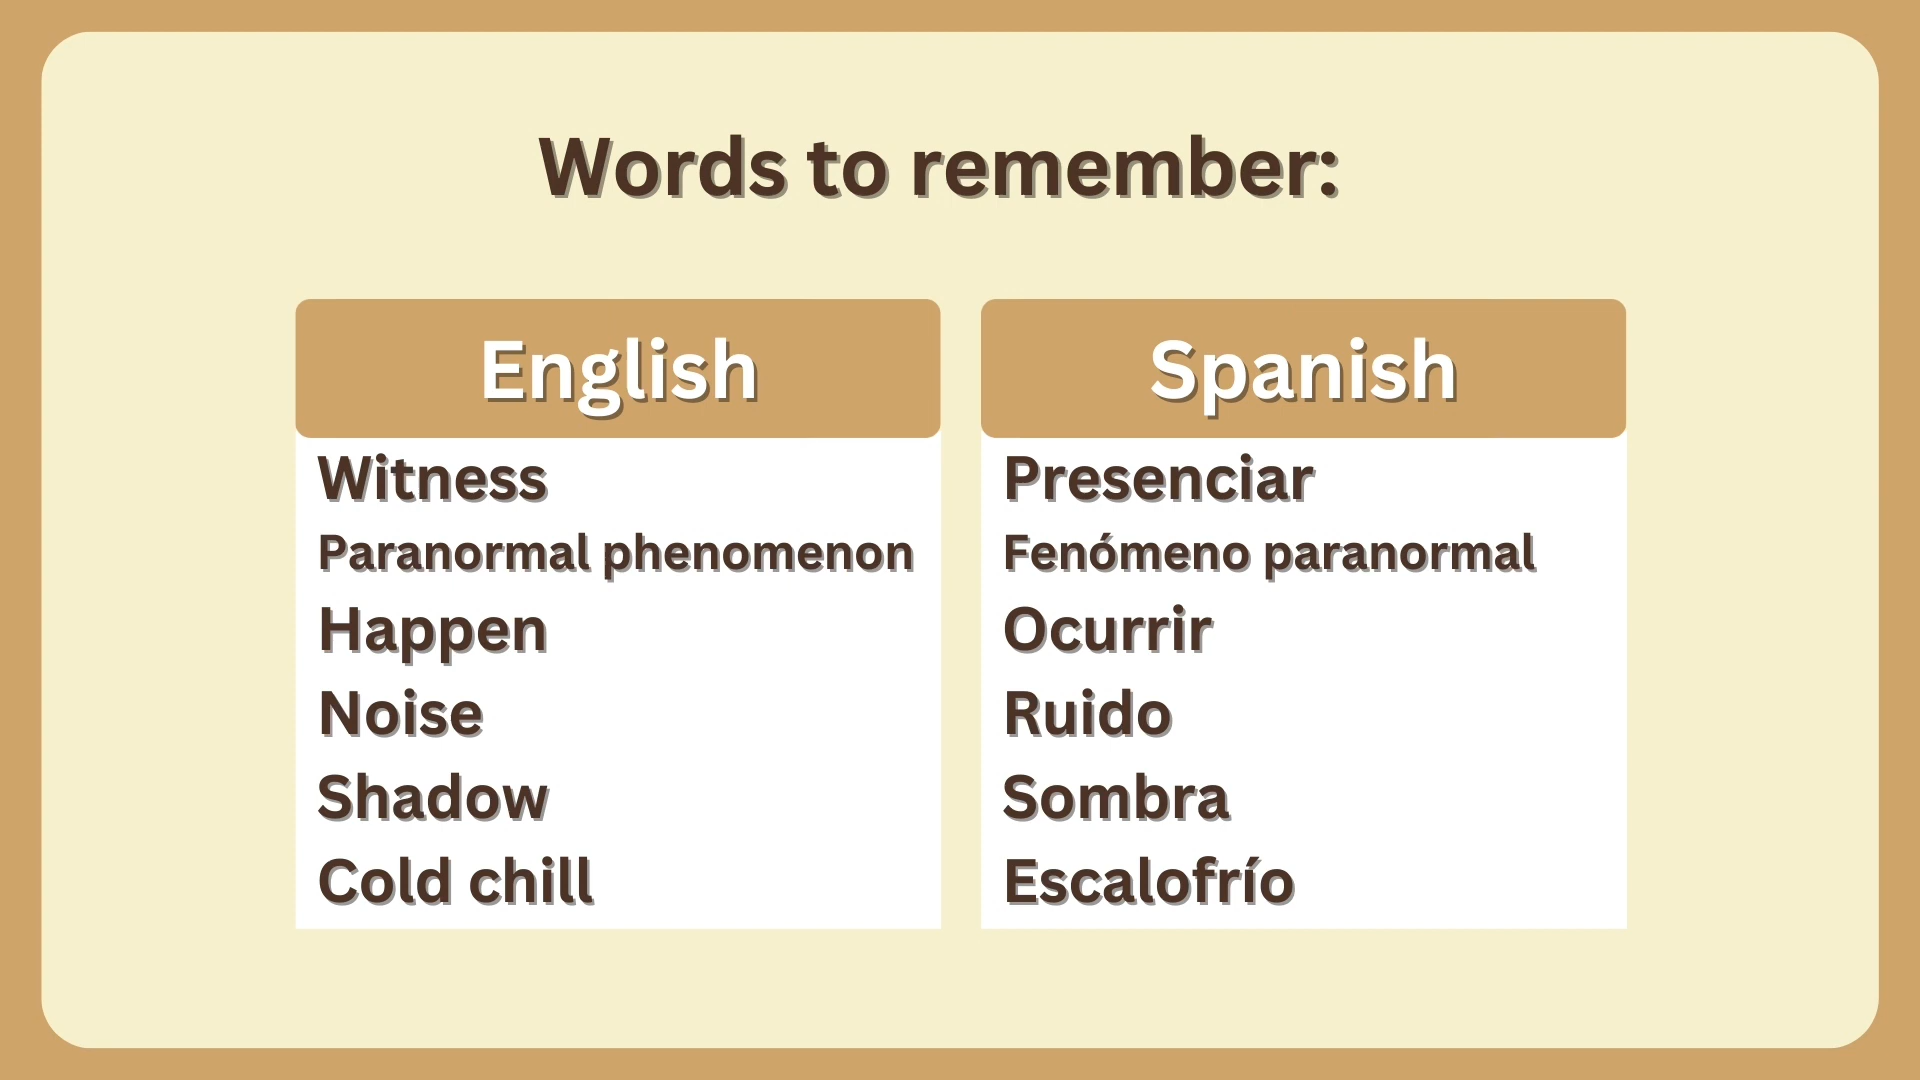 Words to remember:
English
Witness
Paranormal phenomenon
Happen
Noise
Shadow
Cold chill
Spanish
Presenciar
Fenómeno paranormal
Ocurrir
Ruido
Sombra
Escalofrío